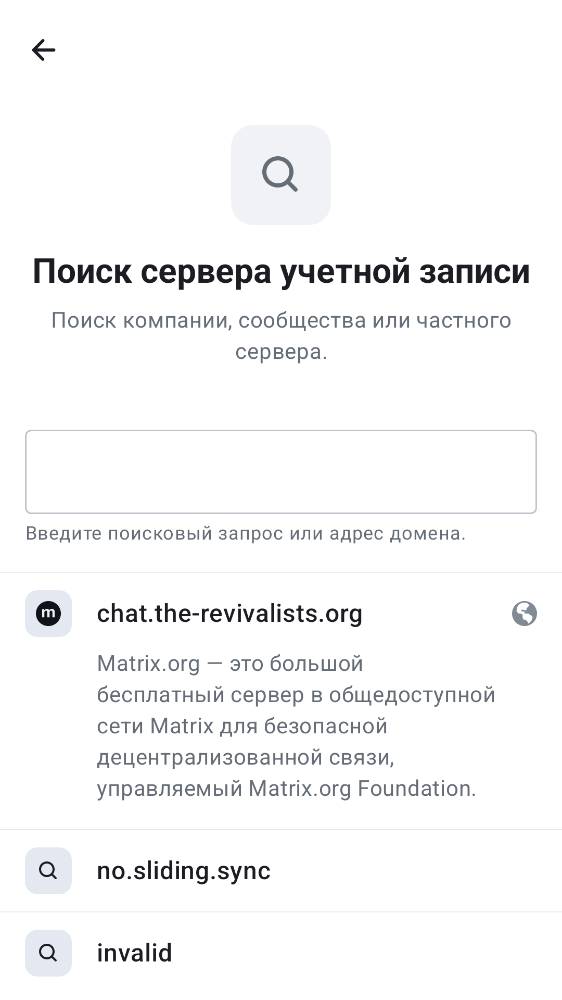 Поиск сервера учетной записи
Поиск компании, сообщества или частного
сервера.
Введите поисковый запрос или адрес домена.
m
chat.the-revivalists.org
Matrix.org — это большой
бесплатный сервер в общедоступной
сети Matrix для безопасной
децентрализованной связи,
управляемый Matrix.org Foundation.
no.sliding.sync
invalid